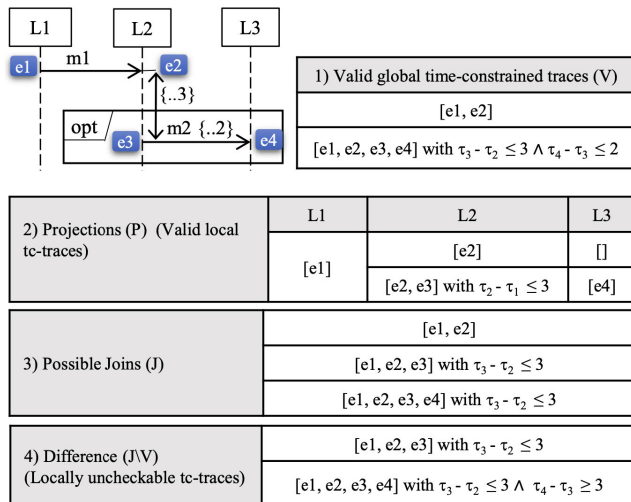 L1 L2 L3
e1 m1 e2
{..3}
opt e3 m2 {..2} e4
1) Valid global time-constrained traces (V)
[e1, e2]
[e1, e2, e3, e4] with τ₃ - τ₂ ≤ 3 ∧ τ₄ - τ₃ ≤ 2
2) Projections (P) (Valid local
tc-traces)
L1 L2 L3
[e1]
[e2] []
[e2, e3] with τ₂ - τ₁ ≤ 3 [e4]
3) Possible Joins (J)
[e1, e2]
[e1, e2, e3] with τ₃ - τ₂ ≤ 3
[e1, e2, e3, e4] with τ₃ - τ₂ ≤ 3
4) Difference (J\V)
(Locally uncheckable tc-traces)
[e1, e2, e3] with τ₃ - τ₂ ≤ 3
[e1, e2, e3, e4] with τ₃ - τ₂ ≤ 3 ∧ τ₄ - τ₃ ≥ 3